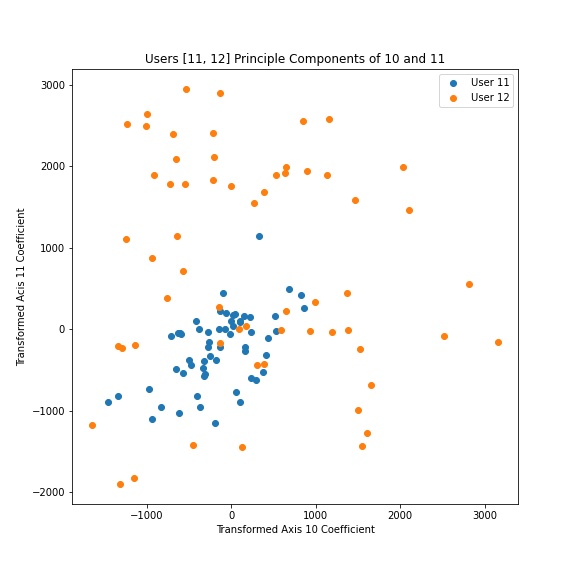 Users [11, 12] Principle Components of 10 and 11
User 11
User 12
Transformed Acis 11 Coefficient
3000
2000
1000
0
−1000
−2000
−1000
0
1000
2000
3000
Transformed Axis 10 Coefficient